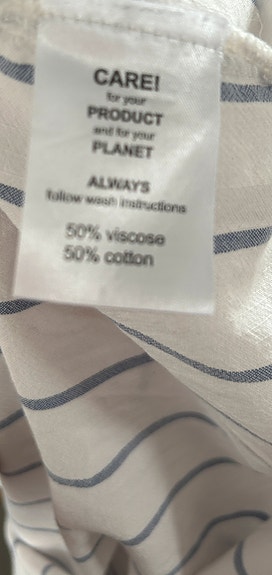 CARE!
for your
PRODUCT
and for your
PLANET
ALWAYS
follow wash instructions
50% viscose
50% cotton